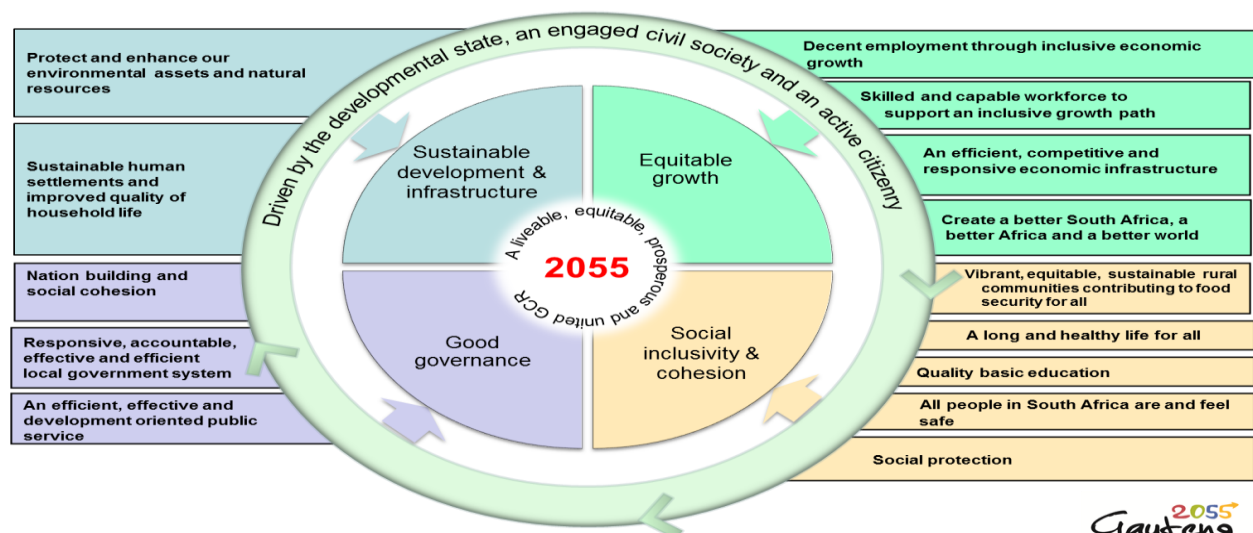 Driven by the developmental state, an engaged civil society and an active citizenry
Protect and enhance our
environmental assets and natural
resources
Sustainable human
settlements and
improved quality of
household life
Nation building and
social cohesion
Responsive, accountable,
effective and efficient
local government system
An efficient, effective and
development oriented public
service
Sustainable
development &
infrastructure
Equitable
growth
A liveable, equitable, prosperous and united GCR
2055
Good
governance
Social
inclusivity &
cohesion
Decent employment through inclusive economic
growth
Skilled and capable workforce to
support an inclusive growth path
An efficient, competitive and
responsive economic infrastructure
Create a better South Africa, a
better Africa and a better world
Vibrant, equitable, sustainable rural
communities contributing to food
security for all
A long and healthy life for all
Quality basic education
All people in South Africa are and feel
safe
Social protection
2055
Gauteng